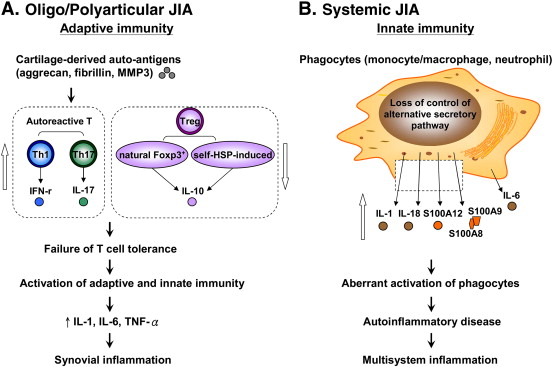 A. Oligo/Polyarticular JIA
Adaptive immunity
Cartilage-derived auto-antigens
(aggrecan, fibrillin, MMP3)
Autoreactive T
Th1
Th17
IFN-r
IL-17
Treg
natural Foxp3⁺
self-HSP-induced
IL-10
Failure of T cell tolerance
Activation of adaptive and innate immunity
↑ IL-1, IL-6, TNF-α
Synovial inflammation
B. Systemic JIA
Innate immunity
Phagocytes (monocyte/macrophage, neutrophil)
Loss of control of
alternative secretory
pathway
IL-6
IL-1
IL-18
S100A12
S100A9
S100A8
Aberrant activation of phagocytes
Autoinflammatory disease
Multisystem inflammation